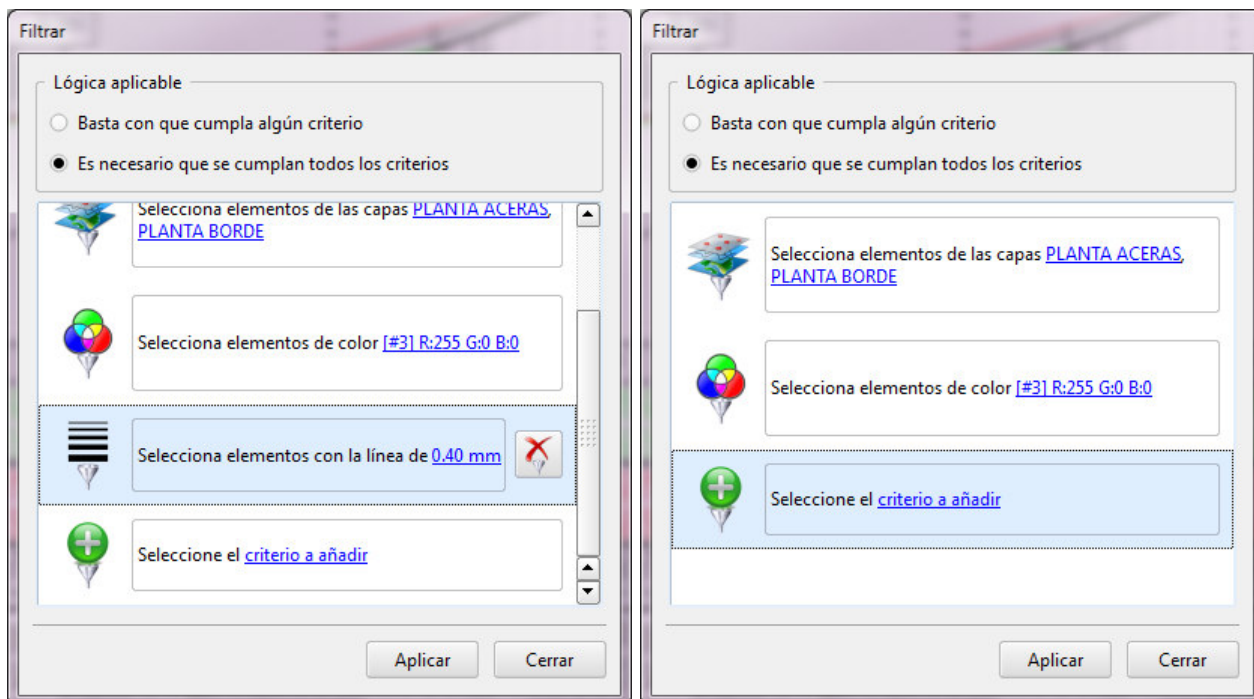 Filtrar
Lógica aplicable
Basta con que cumpla algún criterio
Es necesario que se cumplan todos los criterios
Selecciona elementos de las capas PLANTA ACERAS,
PLANTA BORDE
Selecciona elementos de color [#3] R:255 G:0 B:0
Selecciona elementos con la línea de 0.40 mm
Seleccione el criterio a añadir
Aplicar Cerrar
Filtrar
Lógica aplicable
Basta con que cumpla algún criterio
Es necesario que se cumplan todos los criterios
Selecciona elementos de las capas PLANTA ACERAS,
PLANTA BORDE
Selecciona elementos de color [#3] R:255 G:0 B:0
Seleccione el criterio a añadir
Aplicar Cerrar